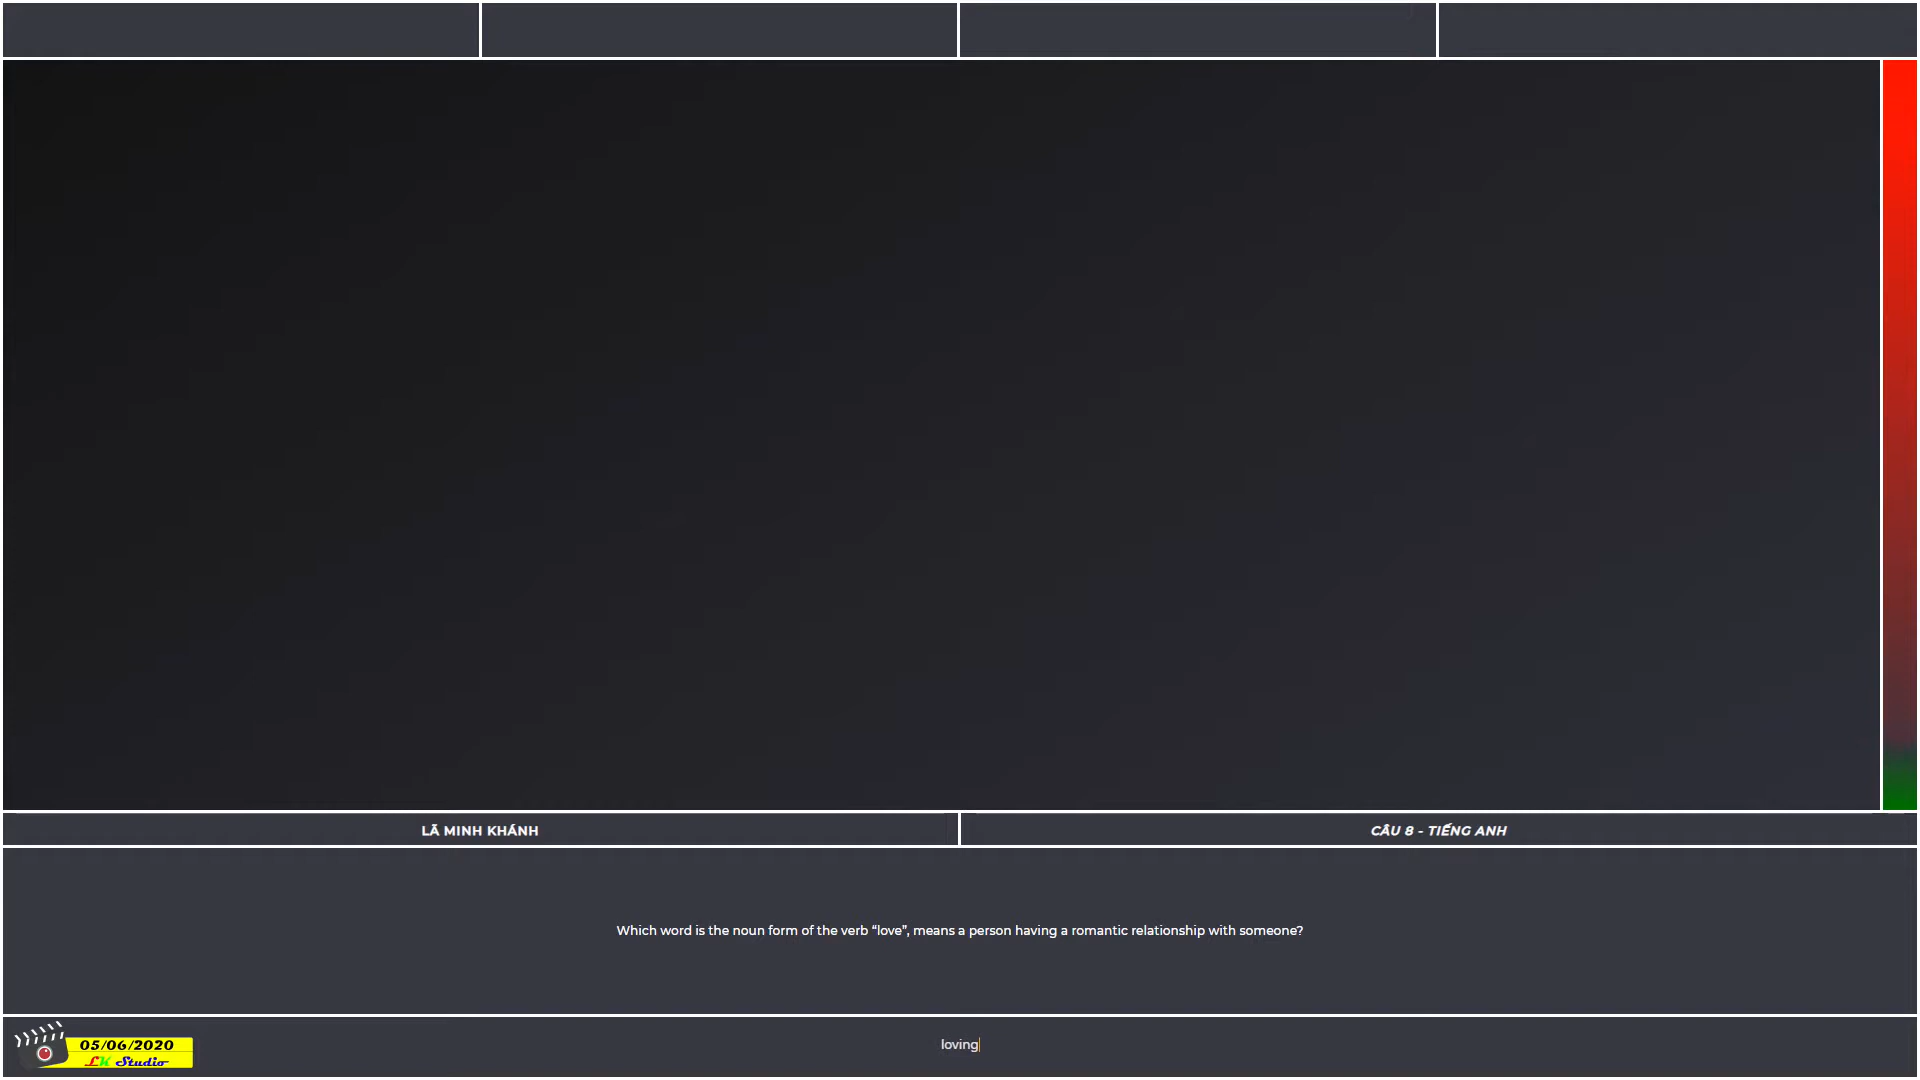 LÃ MINH KHÁNH
CÂU 8 - TIẾNG ANH
Which word is the noun form of the verb “love”, means a person having a romantic relationship with someone?
05/06/2020
LK Studio
loving